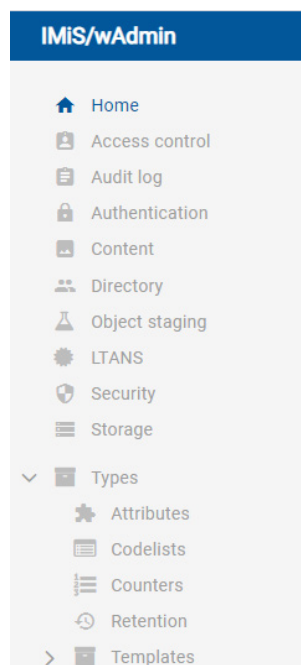 IMiS/wAdmin
Home
Access control
Audit log
Authentication
Content
Directory
Object staging
LTANS
Security
Storage
Types
Attributes
Codelists
Counters
Retention
Templates